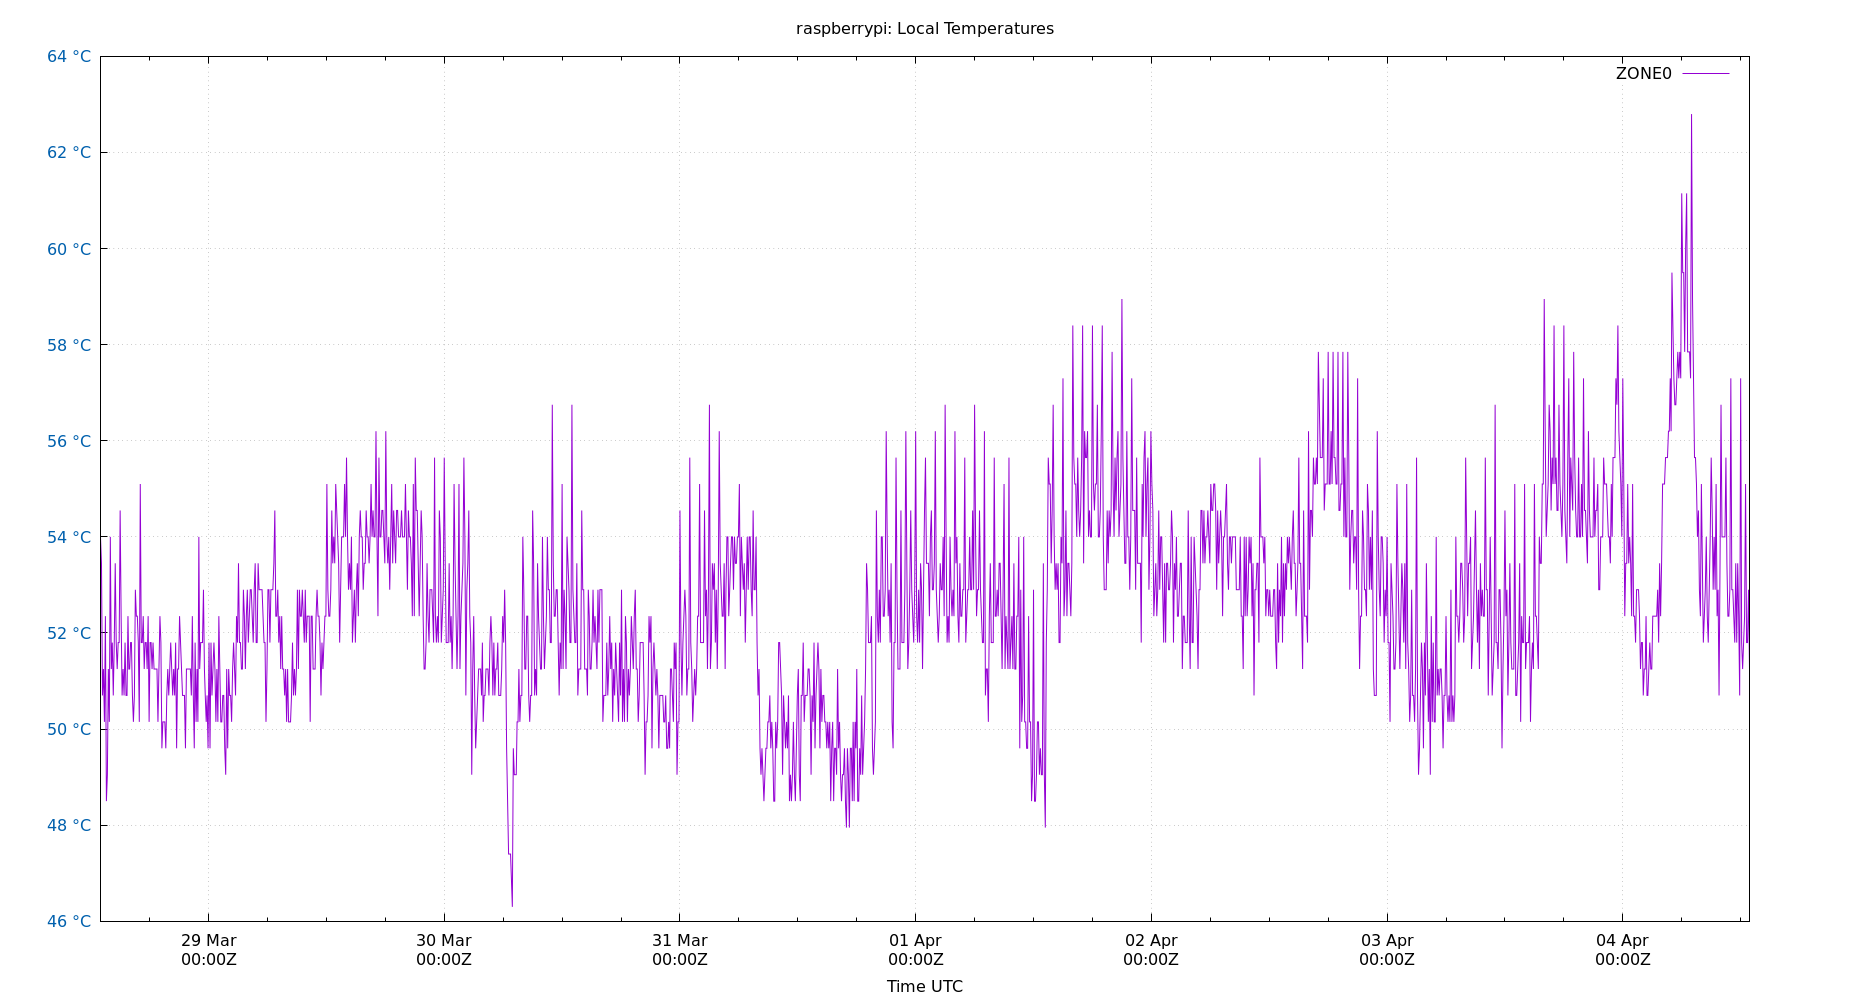 raspberrypi: Local Temperatures
64 °C
ZONE0
62 °C
60 °C
58 °C
56 °C
54 °C
52 °C
50 °C
48 °C
46 °C
29 Mar 30 Mar 31 Mar 01 Apr 02 Apr 03 Apr 04 Apr
00:00Z 00:00Z 00:00Z 00:00Z 00:00Z 00:00Z 00:00Z
Time UTC